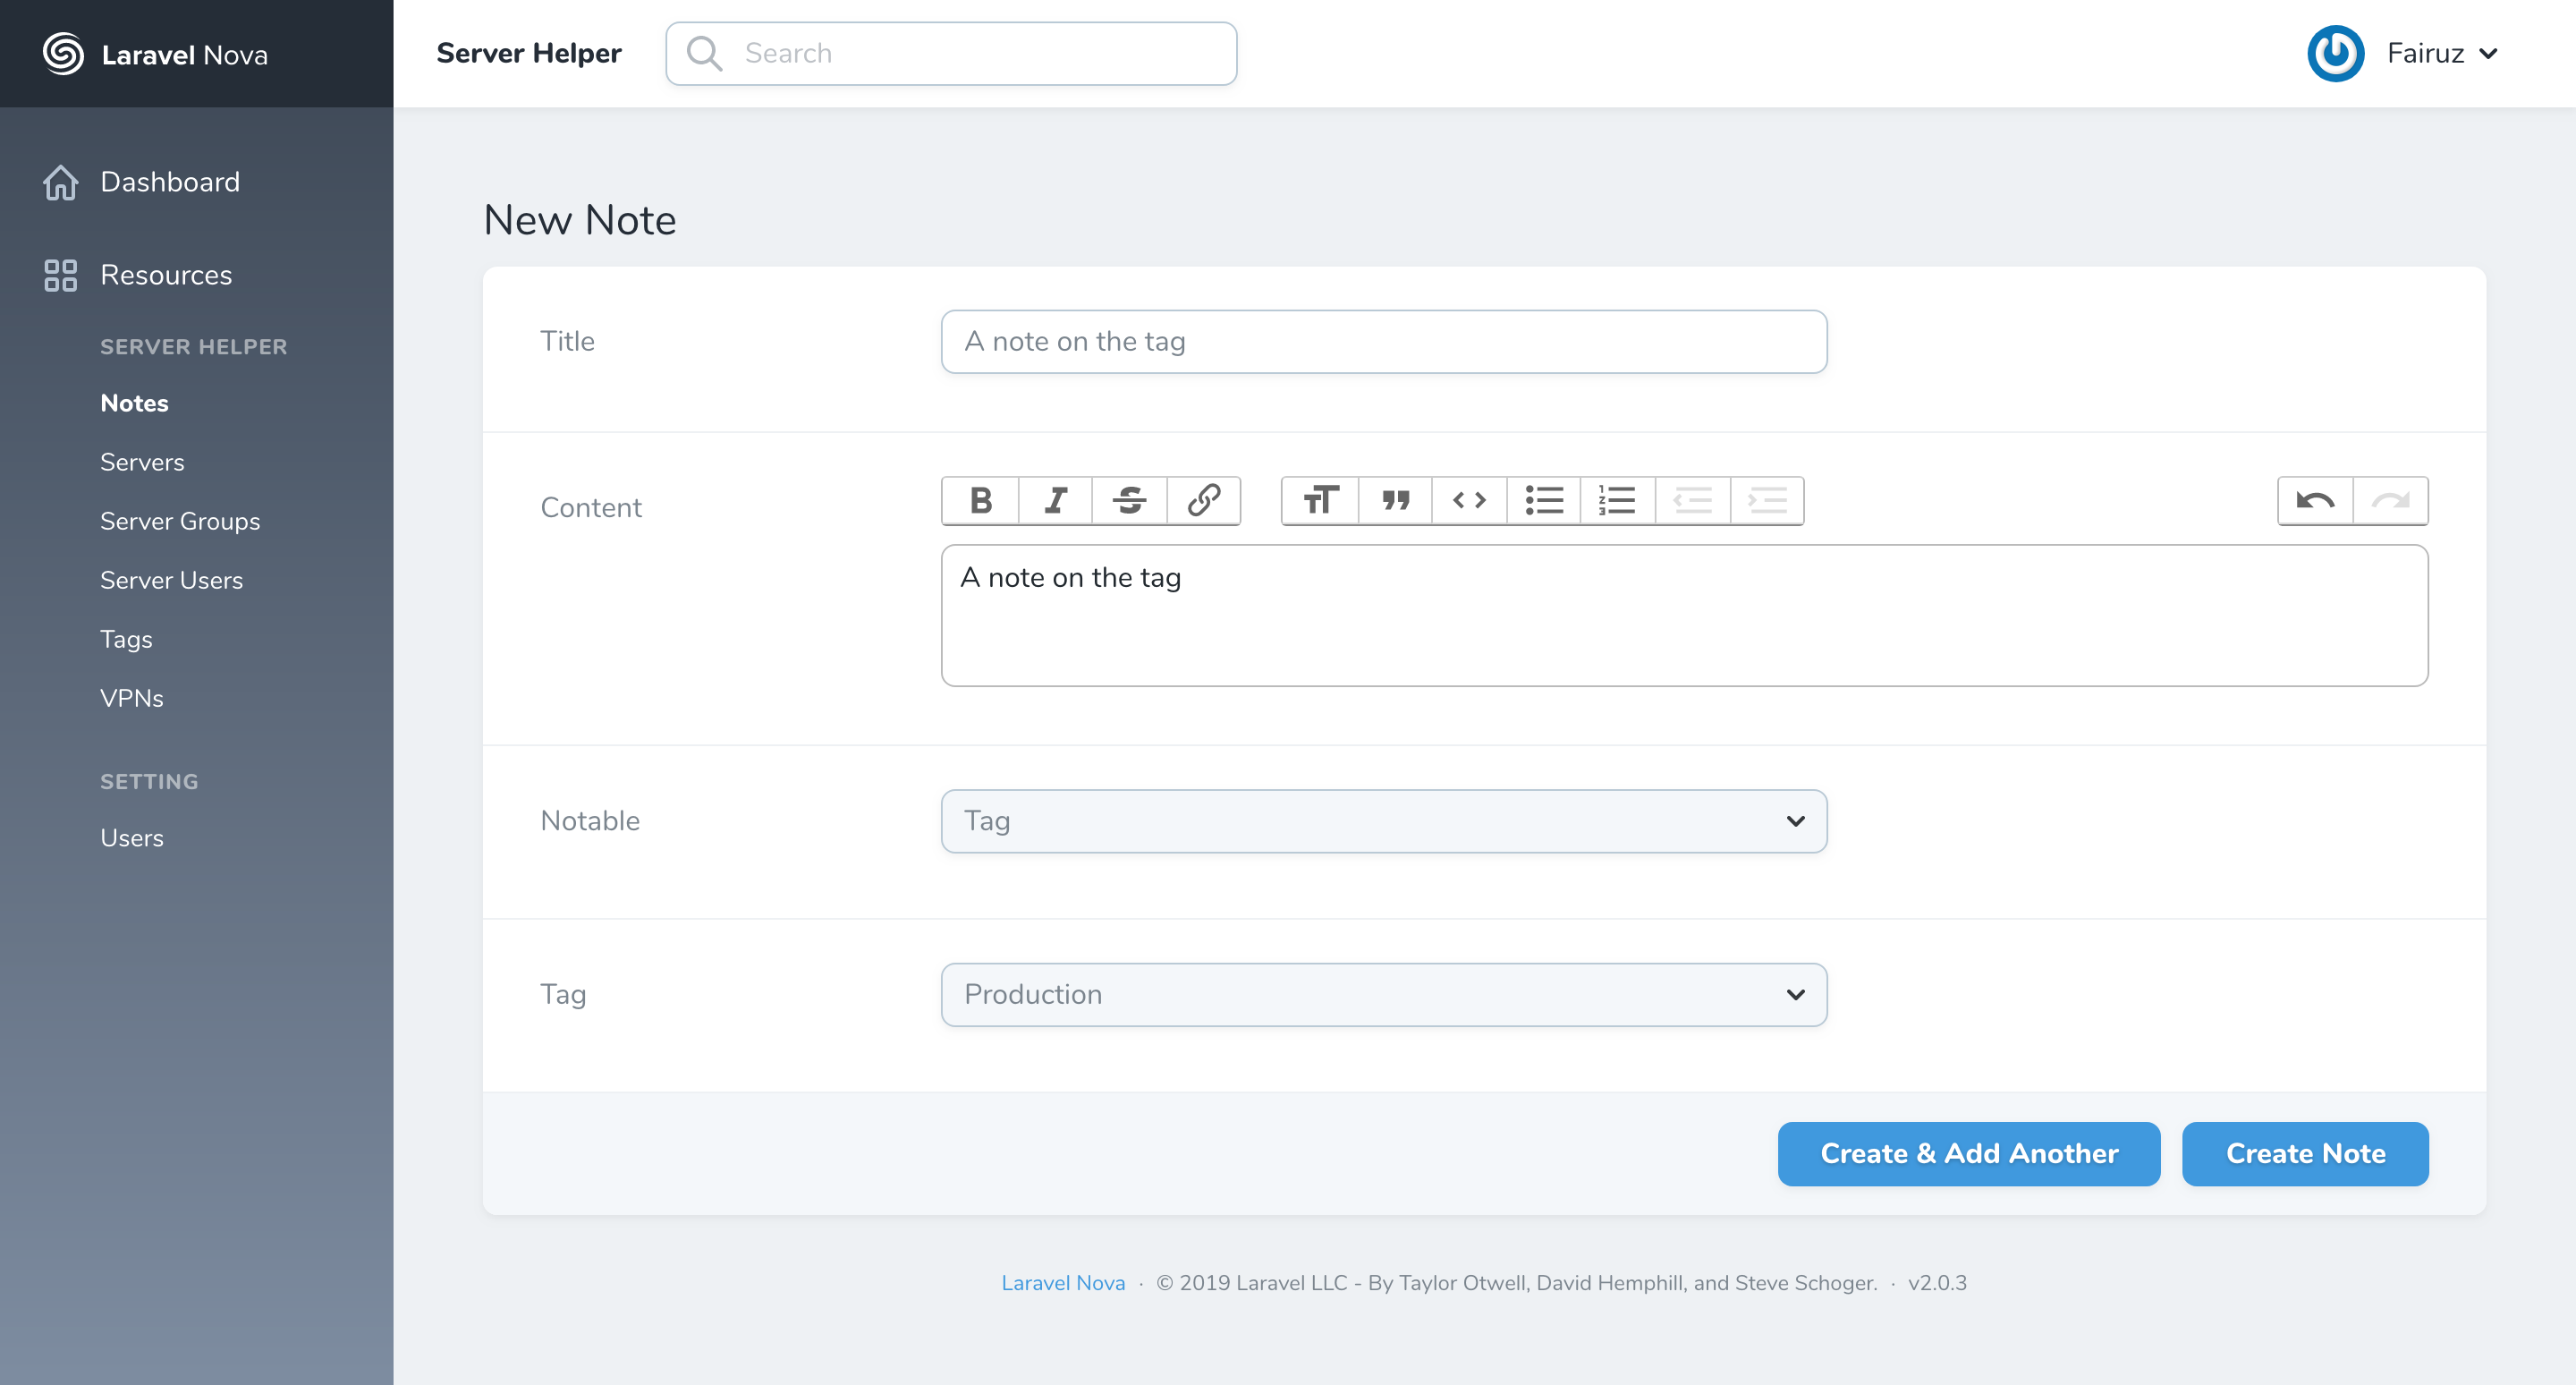 Laravel Nova
Server Helper
Search
Fairuz
Dashboard
Resources
SERVER HELPER
Notes
Servers
Server Groups
Server Users
Tags
VPNs
SETTING
Users
New Note
Title
A note on the tag
Content
A note on the tag
Notable
Tag
Tag
Production
Create & Add Another
Create Note
Laravel Nova · © 2019 Laravel LLC - By Taylor Otwell, David Hemphill, and Steve Schoger. · v2.0.3